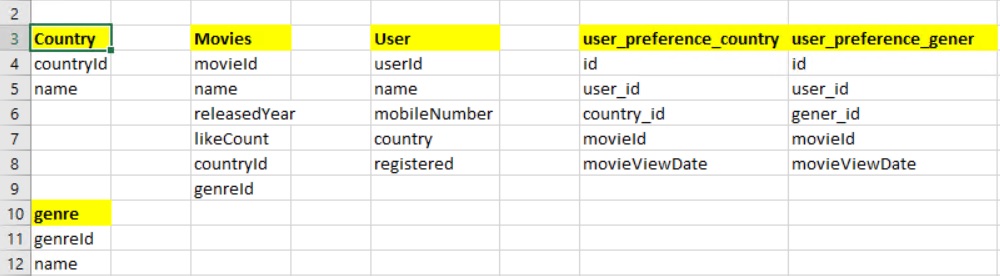 2
3 Country Movies User user_preference_country user_preference_gener
4 countryId movieId userId id id
5 name name name user_id user_id
6 releasedYear mobileNumber country_id gener_id
7 likeCount country movieId movieId
8 countryId registered movieViewDate movieViewDate
9 genreId
10 genre
11 genreId
12 name